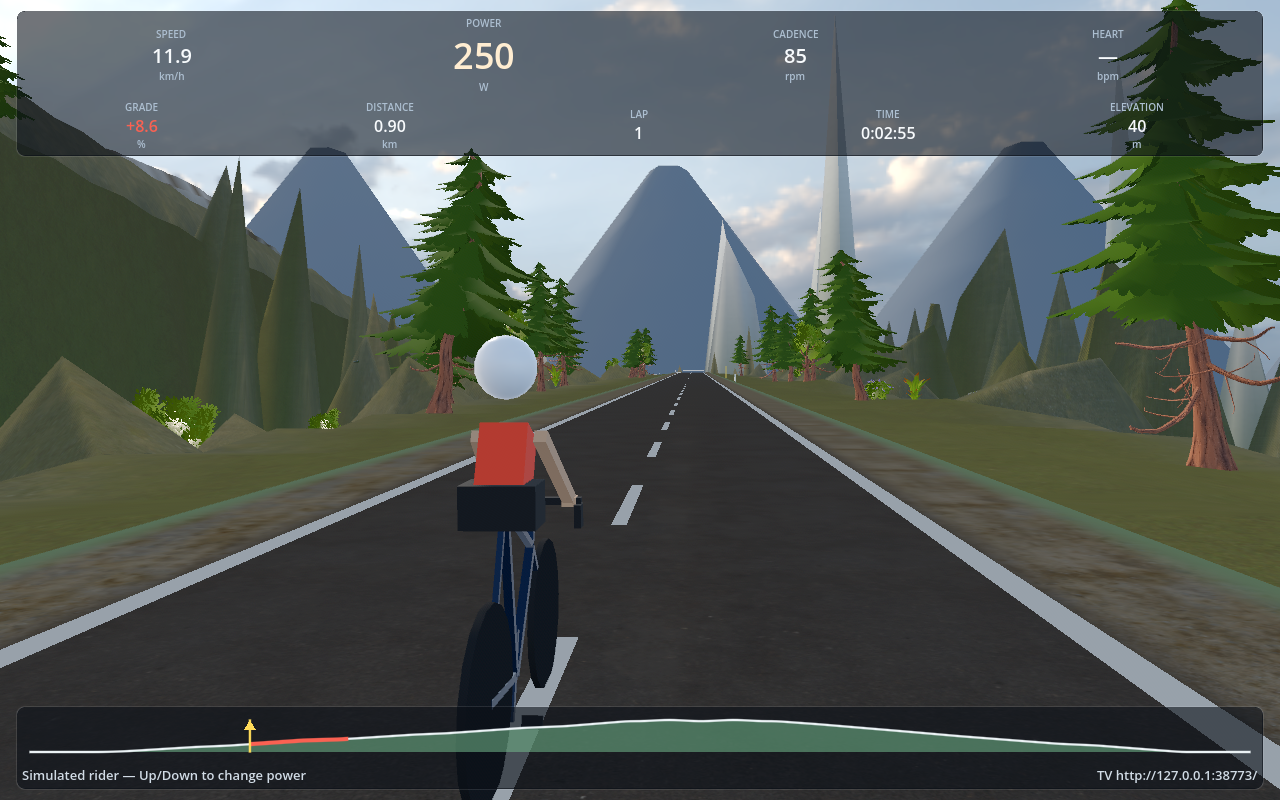 SPEED
11.9
km/h
POWER
250
W
CADENCE
85
rpm
HEART
—
bpm
GRADE
+8.6
%
DISTANCE
0.90
km
LAP
1
TIME
0:02:55
ELEVATION
40
m
Simulated rider — Up/Down to change power
TV http://127.0.0.1:38773/